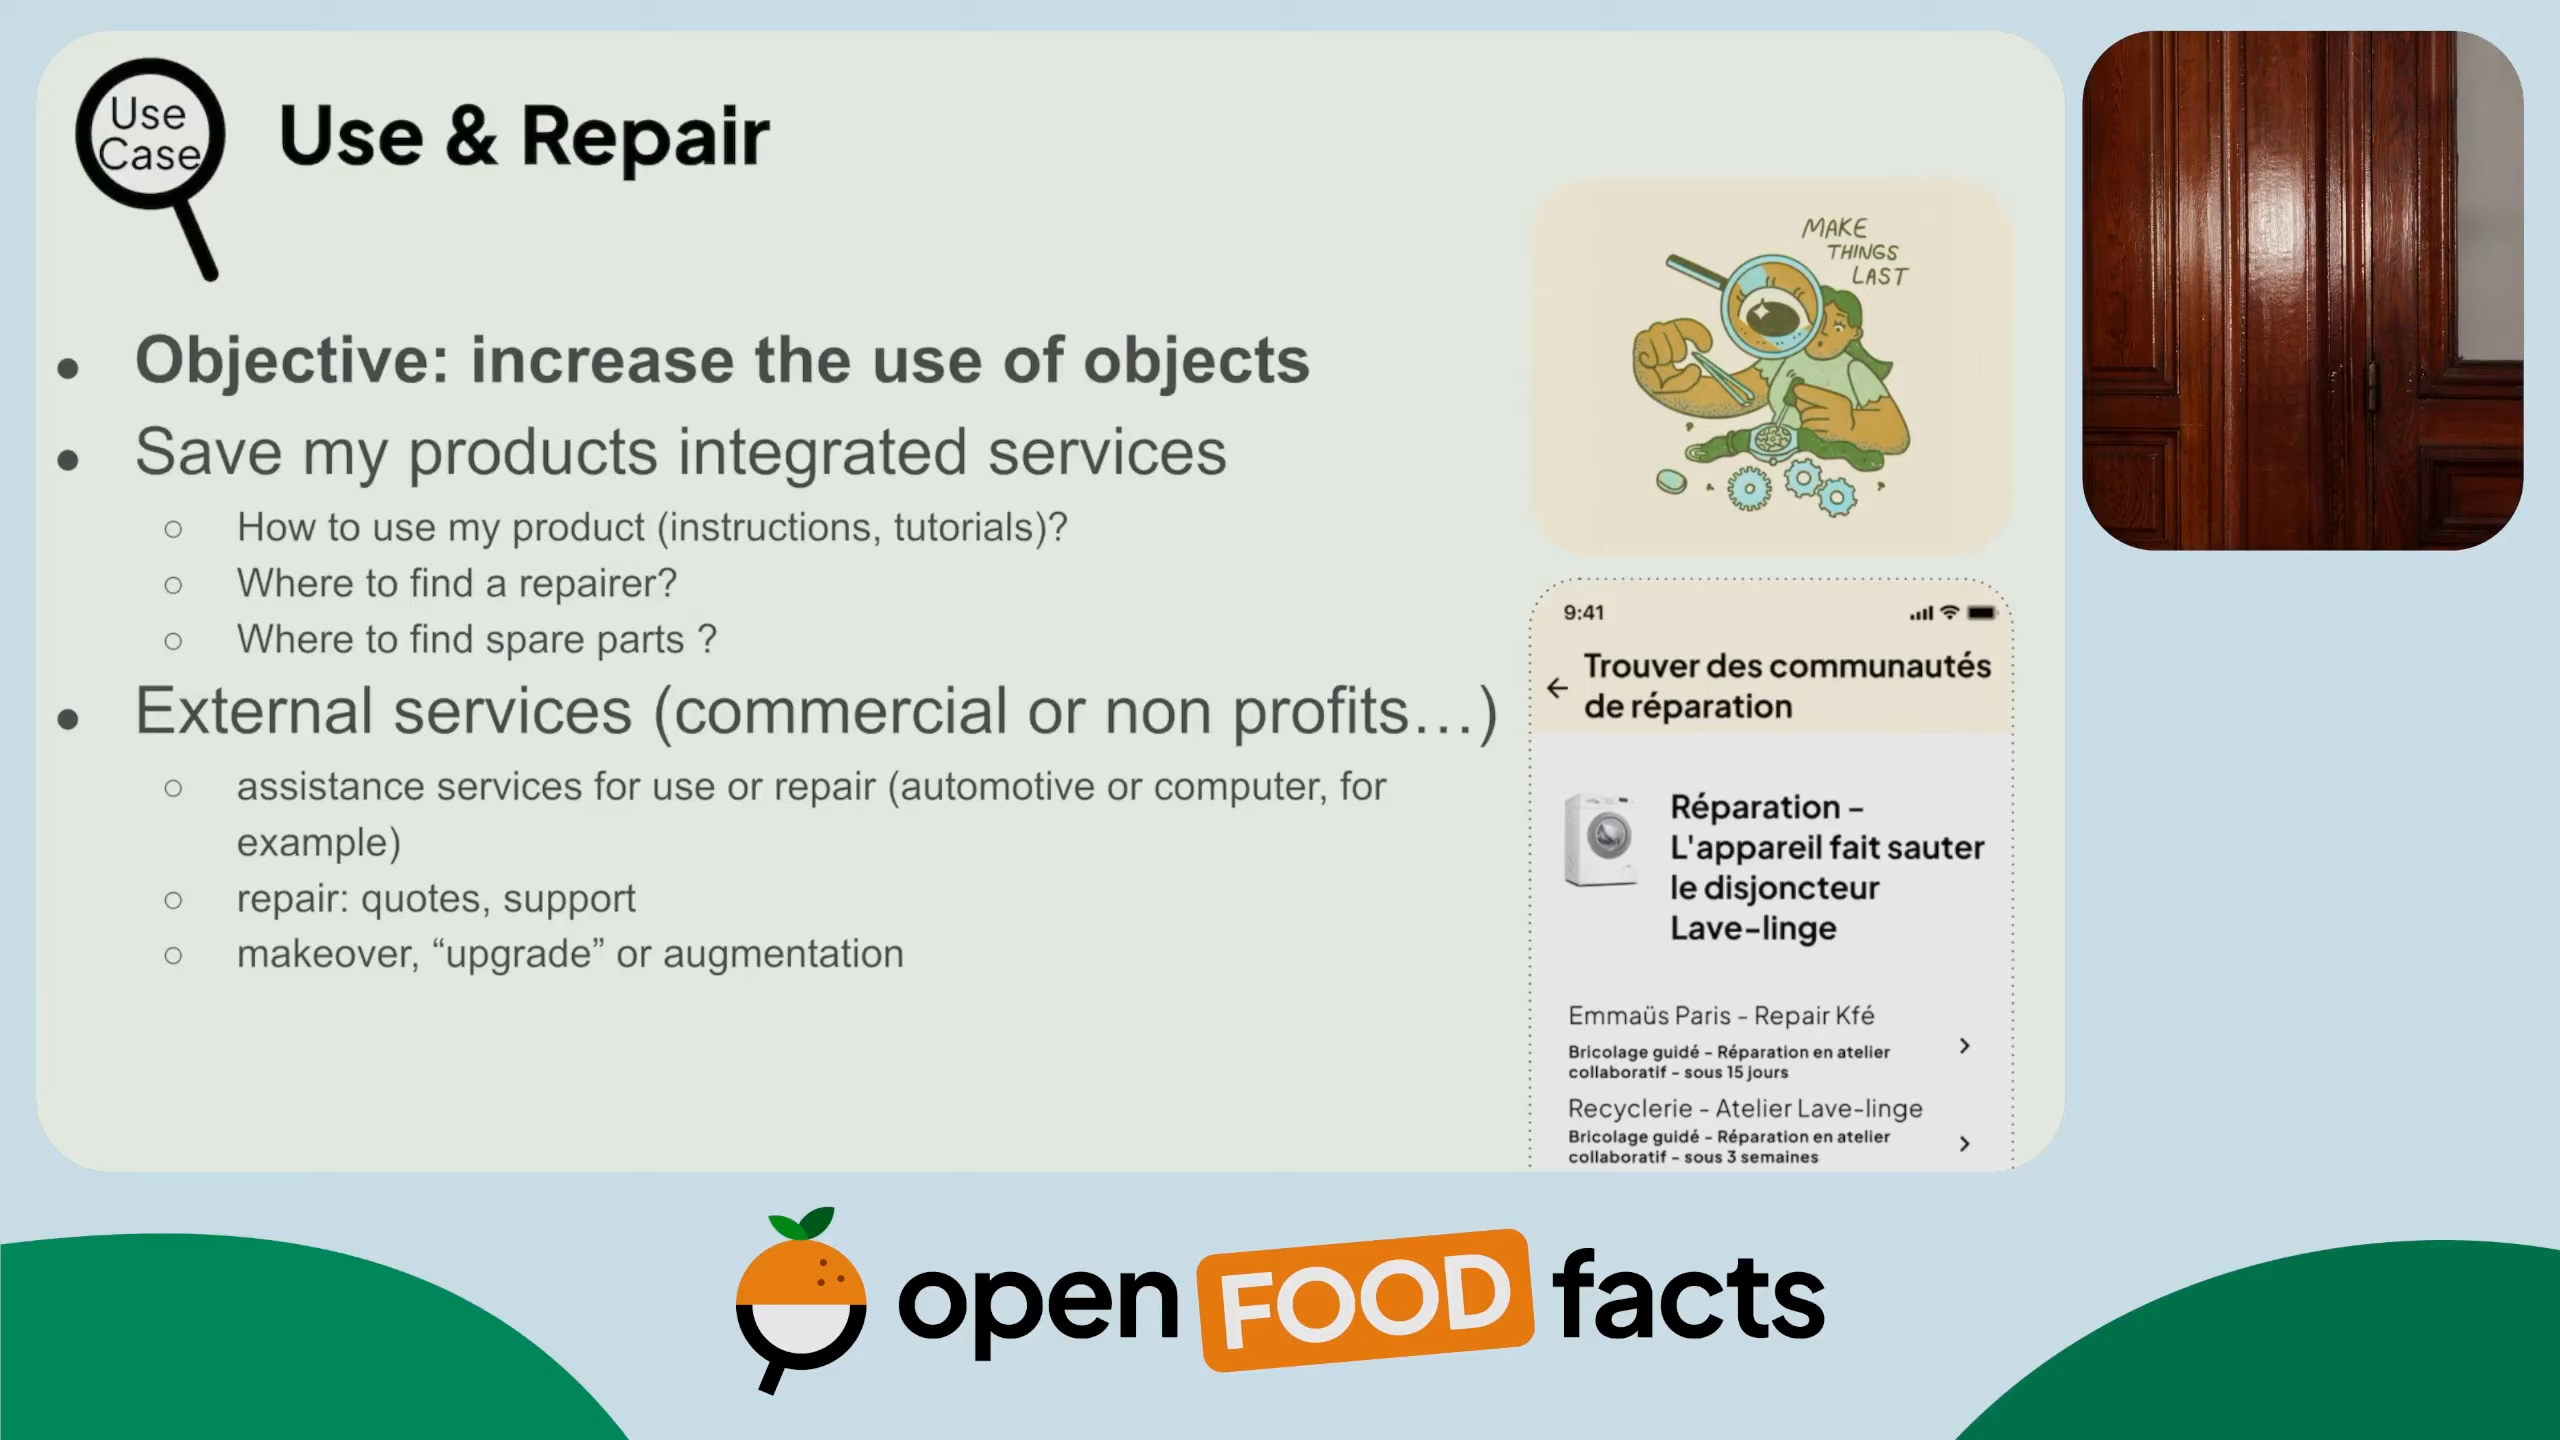 Use
Case
Use & Repair
MAKE
THINGS
LAST
● Objective: increase the use of objects
● Save my products integrated services
○ How to use my product (instructions, tutorials)?
○ Where to find a repairer?
○ Where to find spare parts ?
● External services (commercial or non profits…)
○ assistance services for use or repair (automotive or computer, for
example)
○ repair: quotes, support
○ makeover, “upgrade” or augmentation
9:41
Trouver des communautés
de réparation
Réparation –
L'appareil fait sauter
le disjoncteur
Lave-linge
Emmaüs Paris - Repair Kfé
Bricolage guidé - Réparation en atelier
collaboratif - sous 15 jours
Recyclerie - Atelier Lave-linge
Bricolage guidé - Réparation en atelier
collaboratif - sous 3 semaines
open FOOD facts